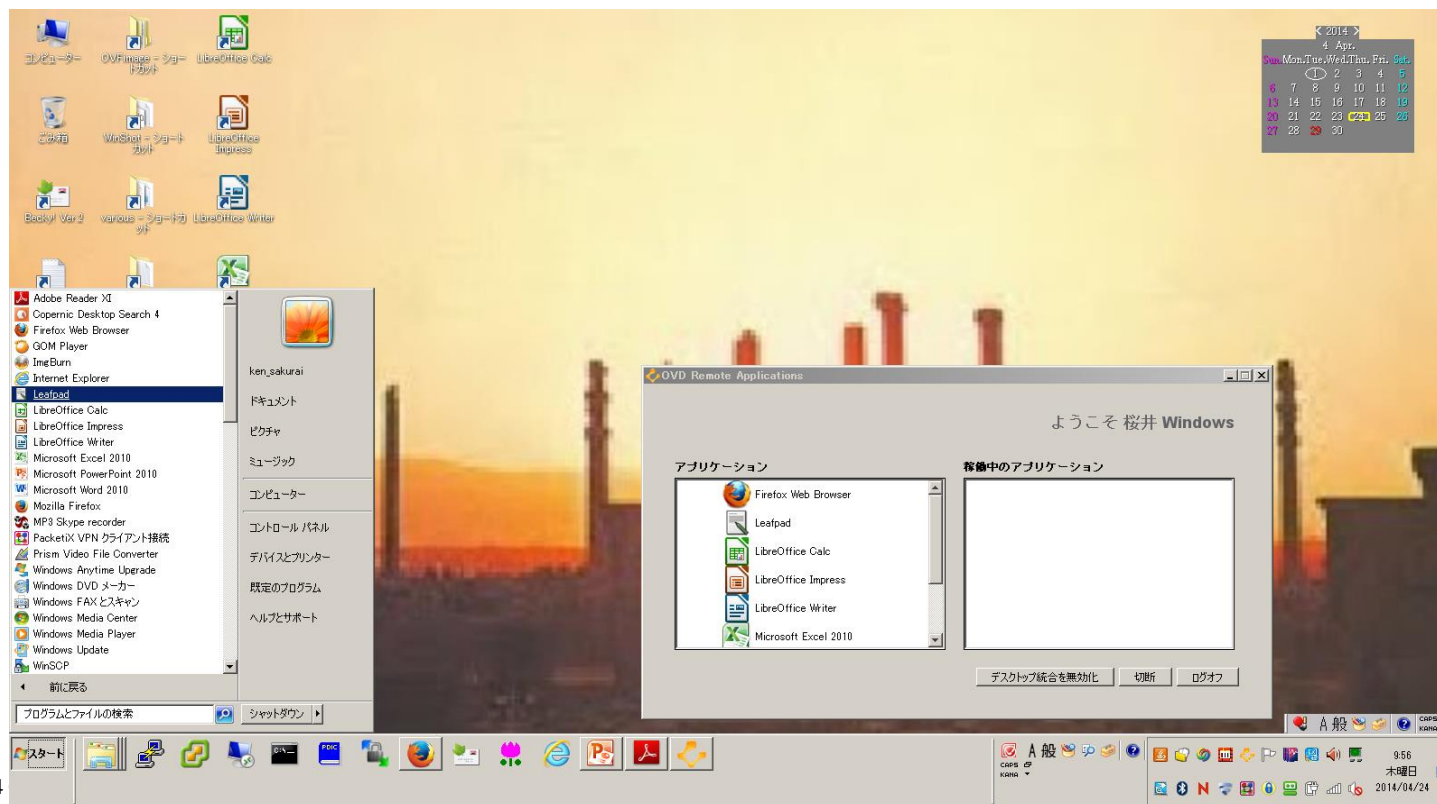 コンピューター
OVFimage - ショートカット
LibreOffice Calc
ごみ箱
WinShot - ショートカット
LibreOffice Impress
Becky! Ver.2
various - ショートカット
LibreOffice Writer
< 2014 >
4 Apr.
Sun. Mon. Tue. Wed. Thu. Fri. Sat.
1 2 3 4 5
6 7 8 9 10 11 12
13 14 15 16 17 18 19
20 21 22 23 24 25 26
27 28 29 30
Adobe Reader XI
Copernic Desktop Search 4
Firefox Web Browser
GOM Player
ImgBurn
Internet Explorer
Leafpad
LibreOffice Calc
LibreOffice Impress
LibreOffice Writer
Microsoft Excel 2010
Microsoft PowerPoint 2010
Microsoft Word 2010
Mozilla Firefox
MP3 Skype recorder
PacketiX VPN クライアント接続
Prism Video File Converter
Windows Anytime Upgrade
Windows DVD メーカー
Windows FAX とスキャン
Windows Media Center
Windows Media Player
Windows Update
WinSCP
前に戻る
プログラムとファイルの検索
ken_sakurai
ドキュメント
ピクチャ
ミュージック
コンピューター
コントロール パネル
デバイスとプリンター
既定のプログラム
ヘルプとサポート
シャットダウン
OVD Remote Applications
ようこそ 桜井 Windows
アプリケーション
稼働中のアプリケーション
Firefox Web Browser
Leafpad
LibreOffice Calc
LibreOffice Impress
LibreOffice Writer
Microsoft Excel 2010
デスクトップ統合を無効化
切断
ログオフ
A 般
CAPS
KANA
スタート
C:\_
PDIC
A 般
CAPS
KANA
9:56
木曜日
2014/04/24
4